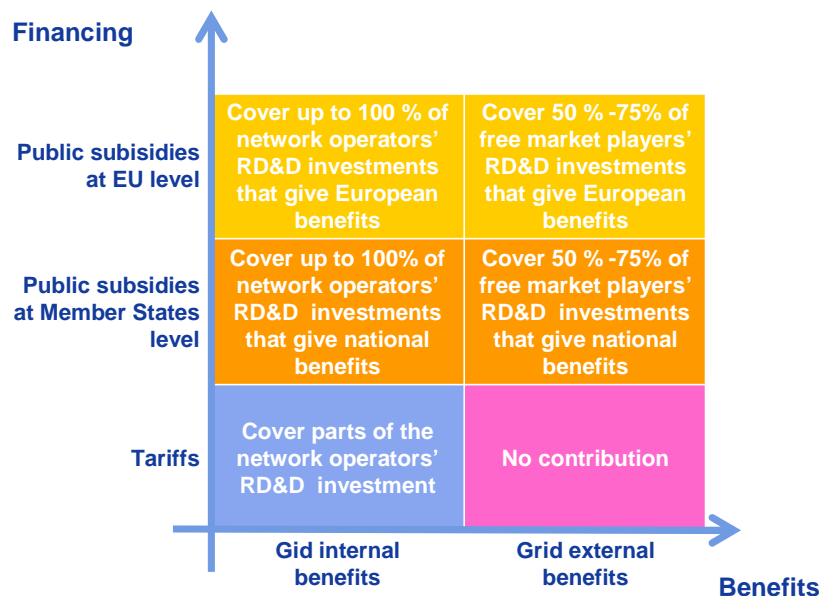 Financing
Public subisidies
at EU level
Cover up to 100 % of
network operators’
RD&D investments
that give European
benefits
Cover 50 % -75% of
free market players’
RD&D investments
that give European
benefits
Public subsidies
at Member States
level
Cover up to 100% of
network operators’
RD&D investments
that give national
benefits
Cover 50 % -75% of
free market players’
RD&D investments
that give national
benefits
Tariffs
Cover parts of the
network operators’
RD&D investment
No contribution
Gid internal
benefits
Grid external
benefits
Benefits